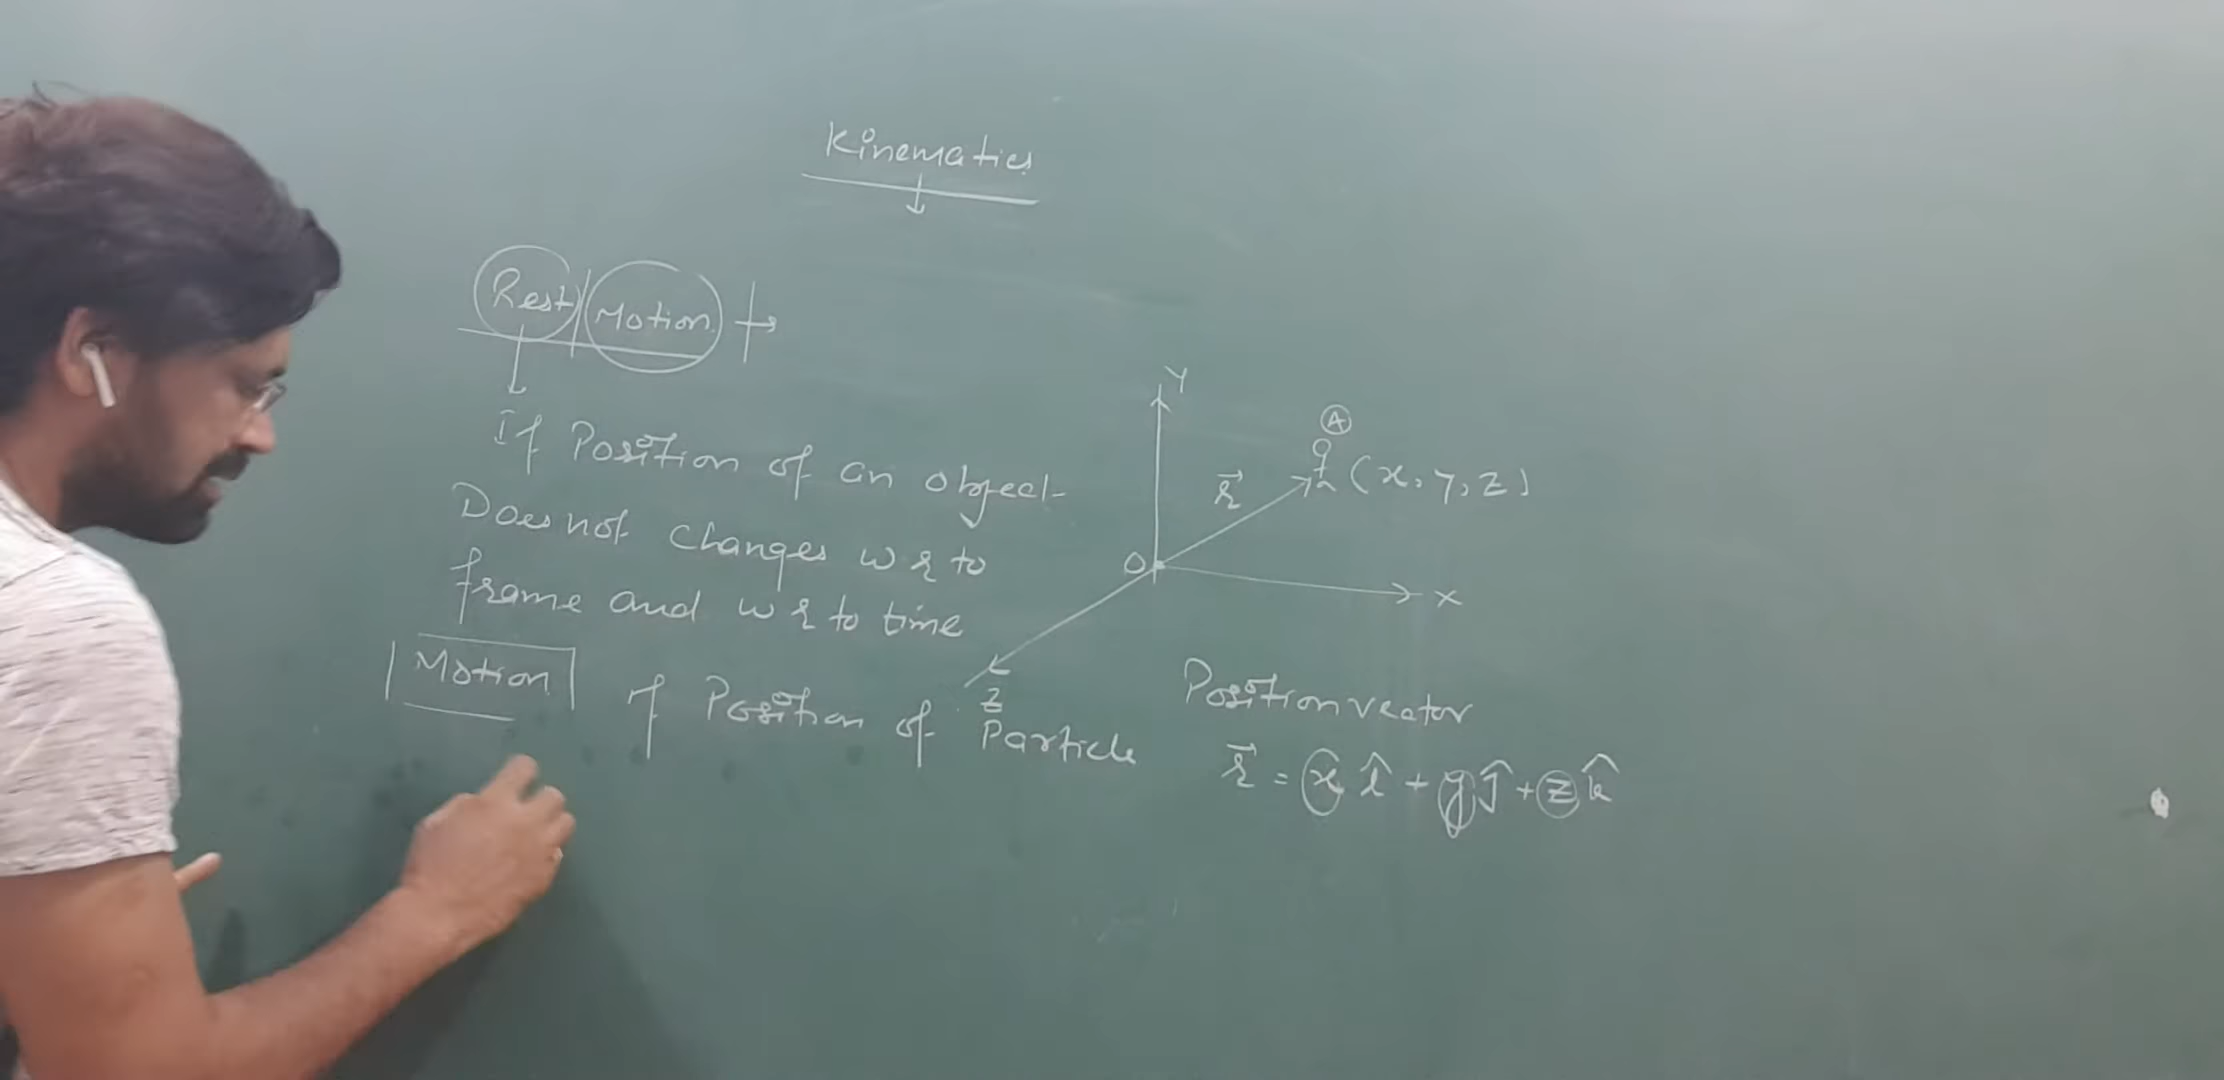 Kinematics
Rest | Motion
If Position of an object
Does not changes w r to
frame and w r to time
Motion if Position of Particle
Y
A
r⃗ (x, y, z)
O
X
Z
Position vector
r⃗ = x î + y ĵ + z k̂